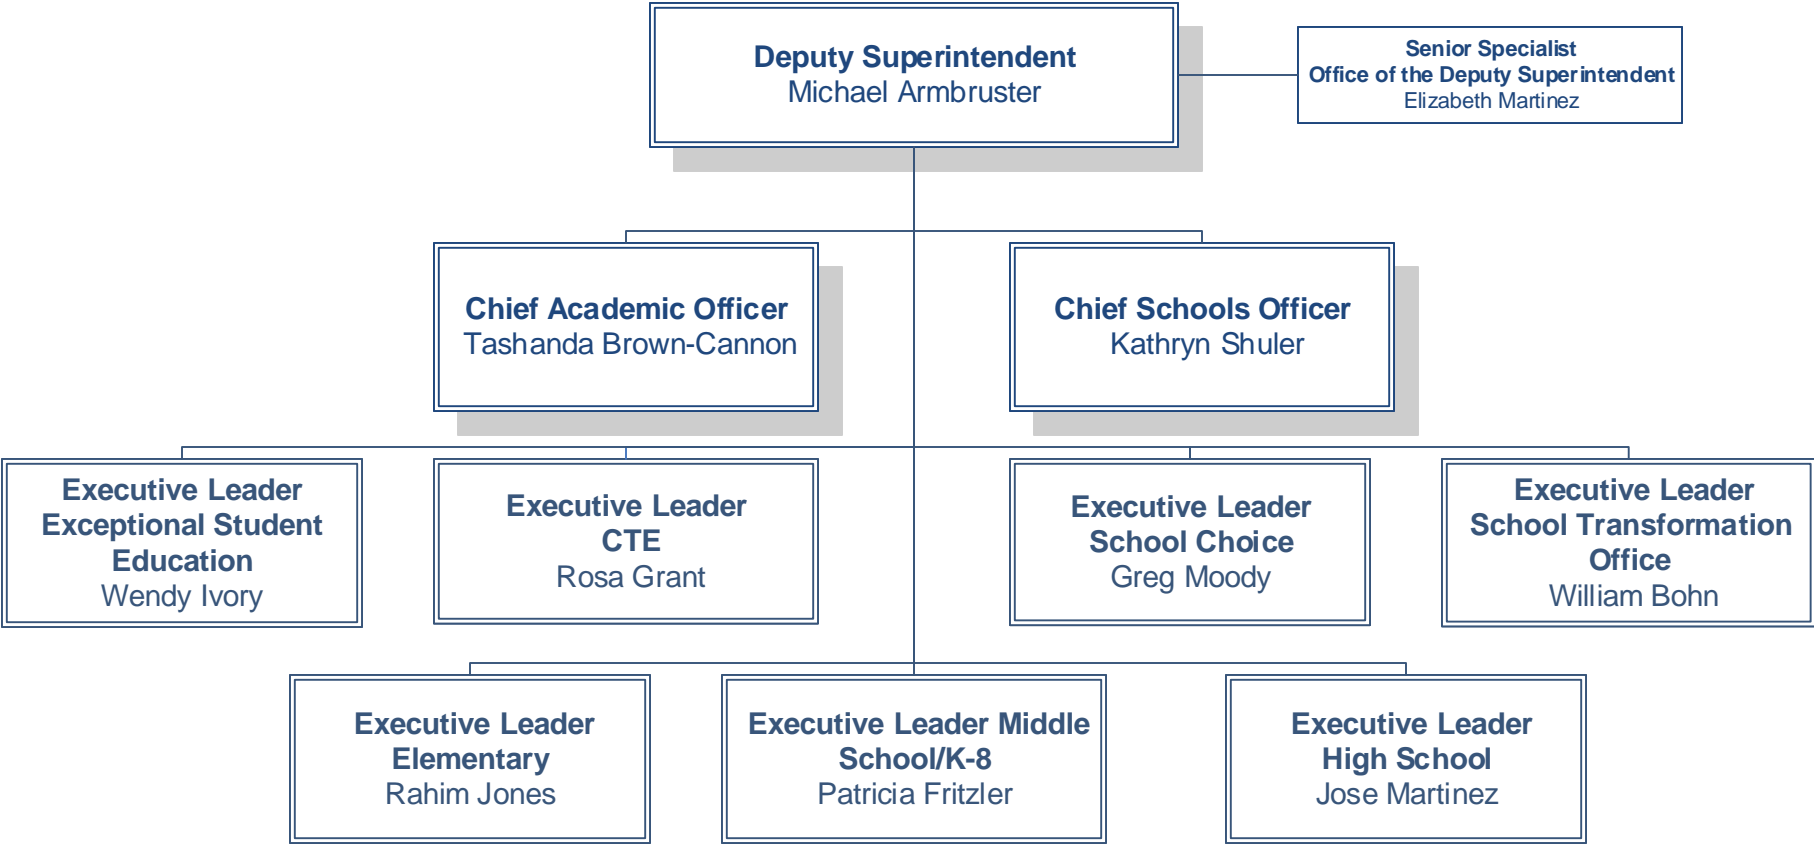 Deputy Superintendent
Michael Armbruster
Senior Specialist
Office of the Deputy Superintendent
Elizabeth Martinez
Chief Academic Officer
Tashanda Brown-Cannon
Chief Schools Officer
Kathryn Shuler
Executive Leader
Exceptional Student
Education
Wendy Ivory
Executive Leader
CTE
Rosa Grant
Executive Leader
School Choice
Greg Moody
Executive Leader
School Transformation
Office
William Bohn
Executive Leader
Elementary
Rahim Jones
Executive Leader Middle
School/K-8
Patricia Fritzler
Executive Leader
High School
Jose Martinez